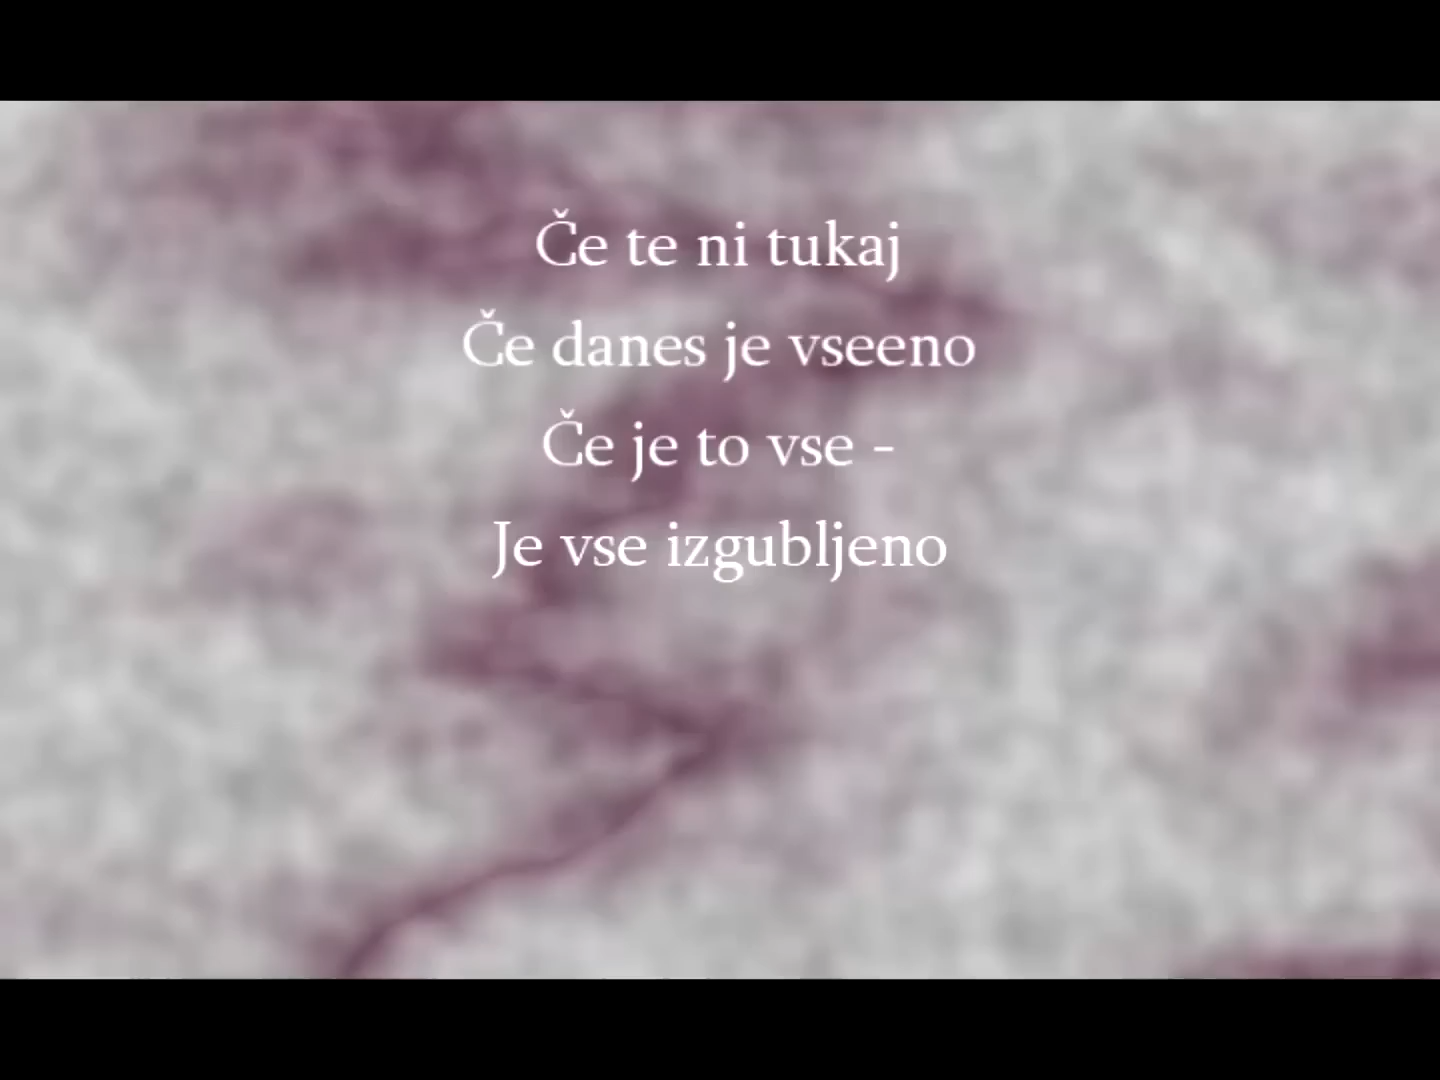 Če te ni tukaj
Če danes je vseeno
Če je to vse -
Je vse izgubljeno